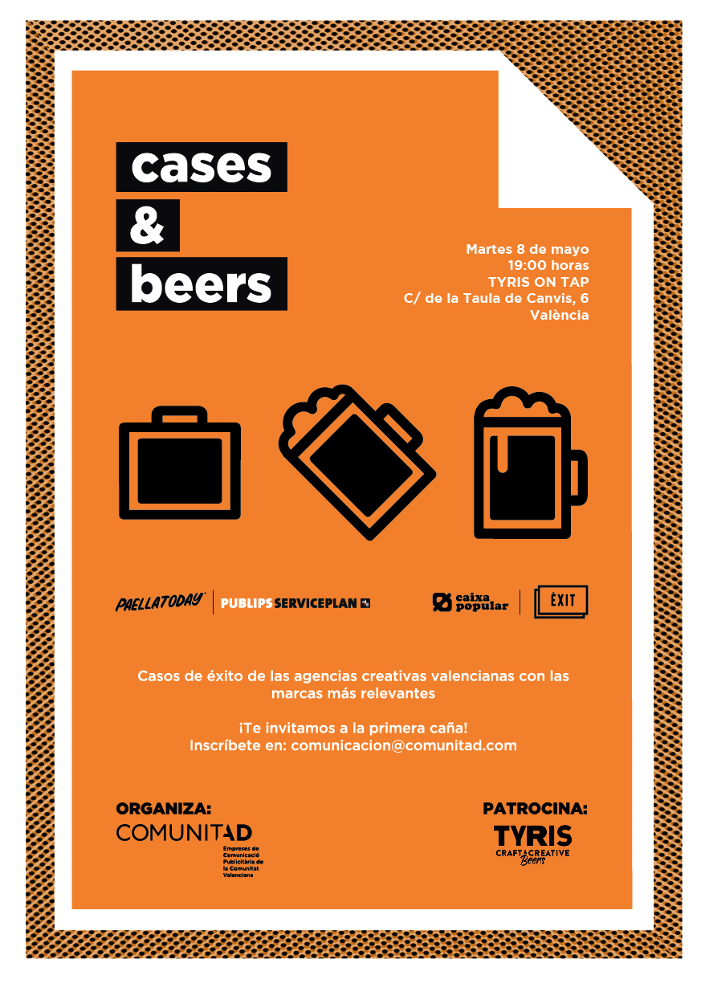 cases
&
beers
Martes 8 de mayo
19:00 horas
TYRIS ON TAP
C/ de la Taula de Canvis, 6
València
PAELLATODAY
PUBLIPS SERVICEPLAN
caixa
popular
ÈXIT
Casos de éxito de las agencias creativas valencianas con las
marcas más relevantes
¡Te invitamos a la primera caña!
Inscríbete en: comunicacion@comunitad.com
ORGANIZA:
COMUNITAD
Empreses de
Comunicació
Publicitària de
la Comunitat
Valenciana
PATROCINA:
TYRIS
CRAFT & CREATIVE
Beers